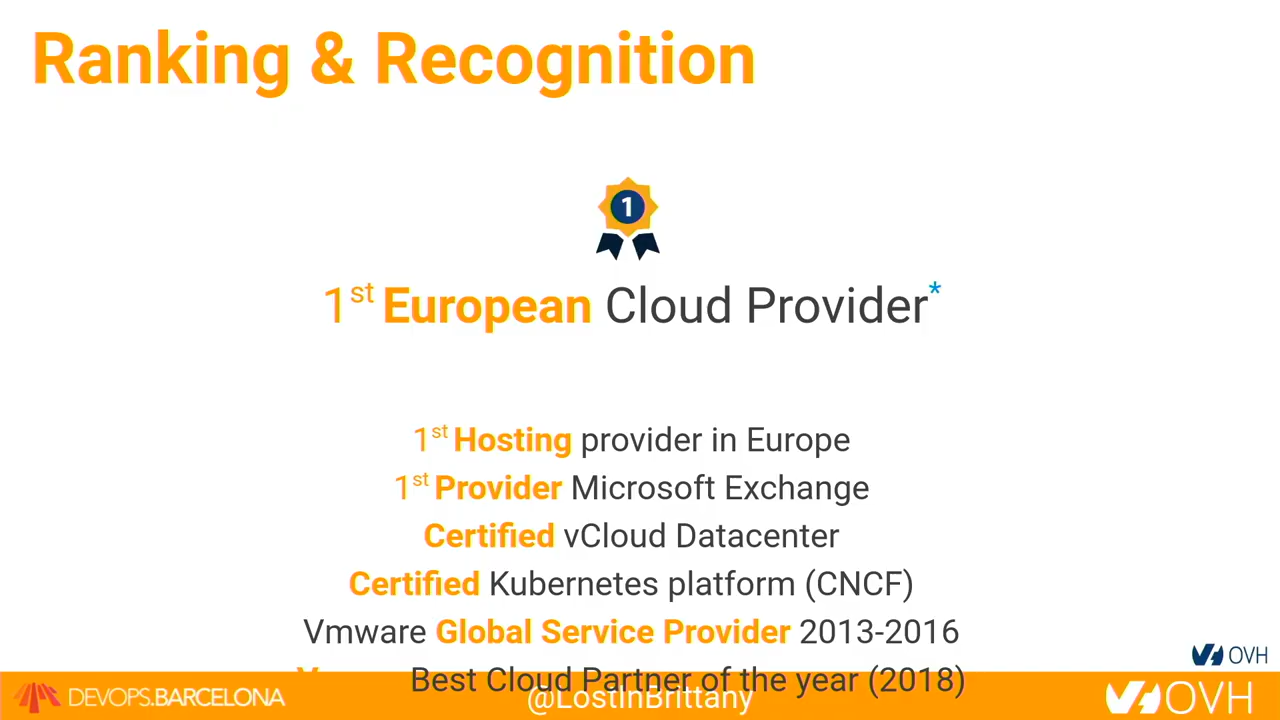 Ranking & Recognition
1
1st European Cloud Provider*
1st Hosting provider in Europe
1st Provider Microsoft Exchange
Certified vCloud Datacenter
Certified Kubernetes platform (CNCF)
Vmware Global Service Provider 2013-2016
Best Cloud Partner of the year (2018)
OVH
DEVOPS.BARCELONA
@LostInBrittany
OVH